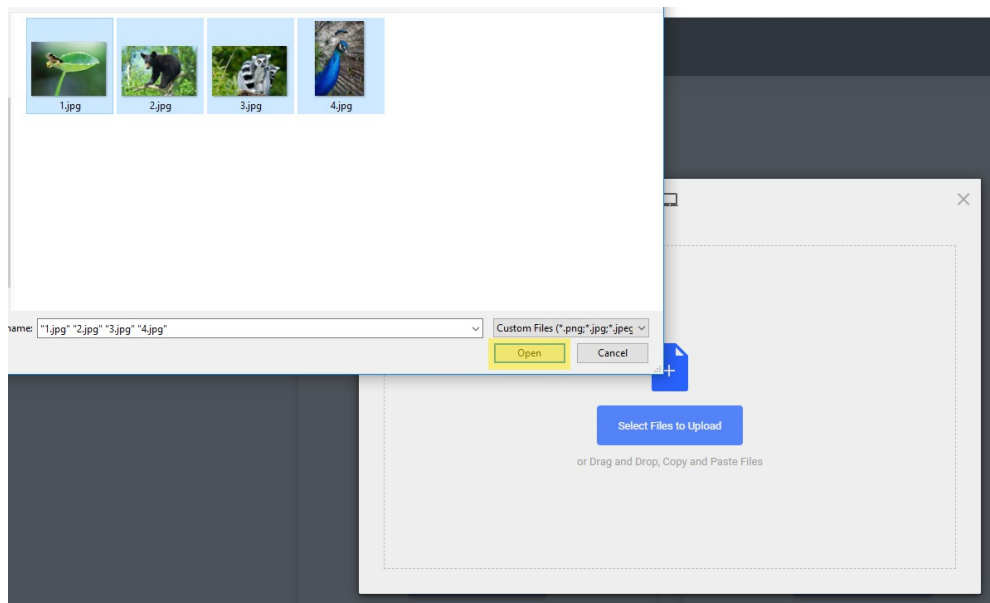 1.jpg
2.jpg
3.jpg
4.jpg
name: "1.jpg" "2.jpg" "3.jpg" "4.jpg"
Custom Files (*.png;*.jpg;*.jpeg
Open
Cancel
Select Files to Upload
or Drag and Drop, Copy and Paste Files